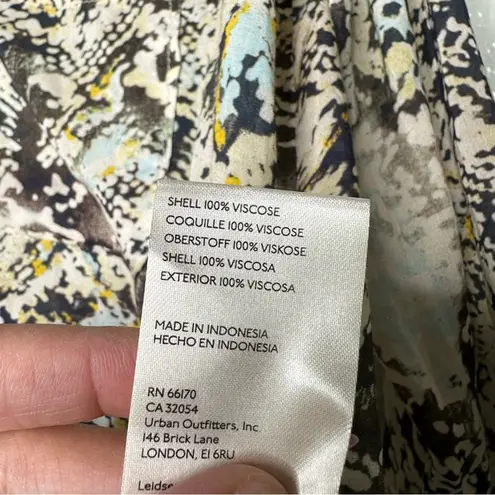 SHELL 100% VISCOSE
COQUILLE 100% VISCOSE
OBERSTOFF 100% VISKOSE
SHELL 100% VISCOSA
EXTERIOR 100% VISCOSA
MADE IN INDONESIA
HECHO EN INDONESIA
RN 66170
CA 32054
Urban Outfitters, Inc.
146 Brick Lane
LONDON, E1 6RU